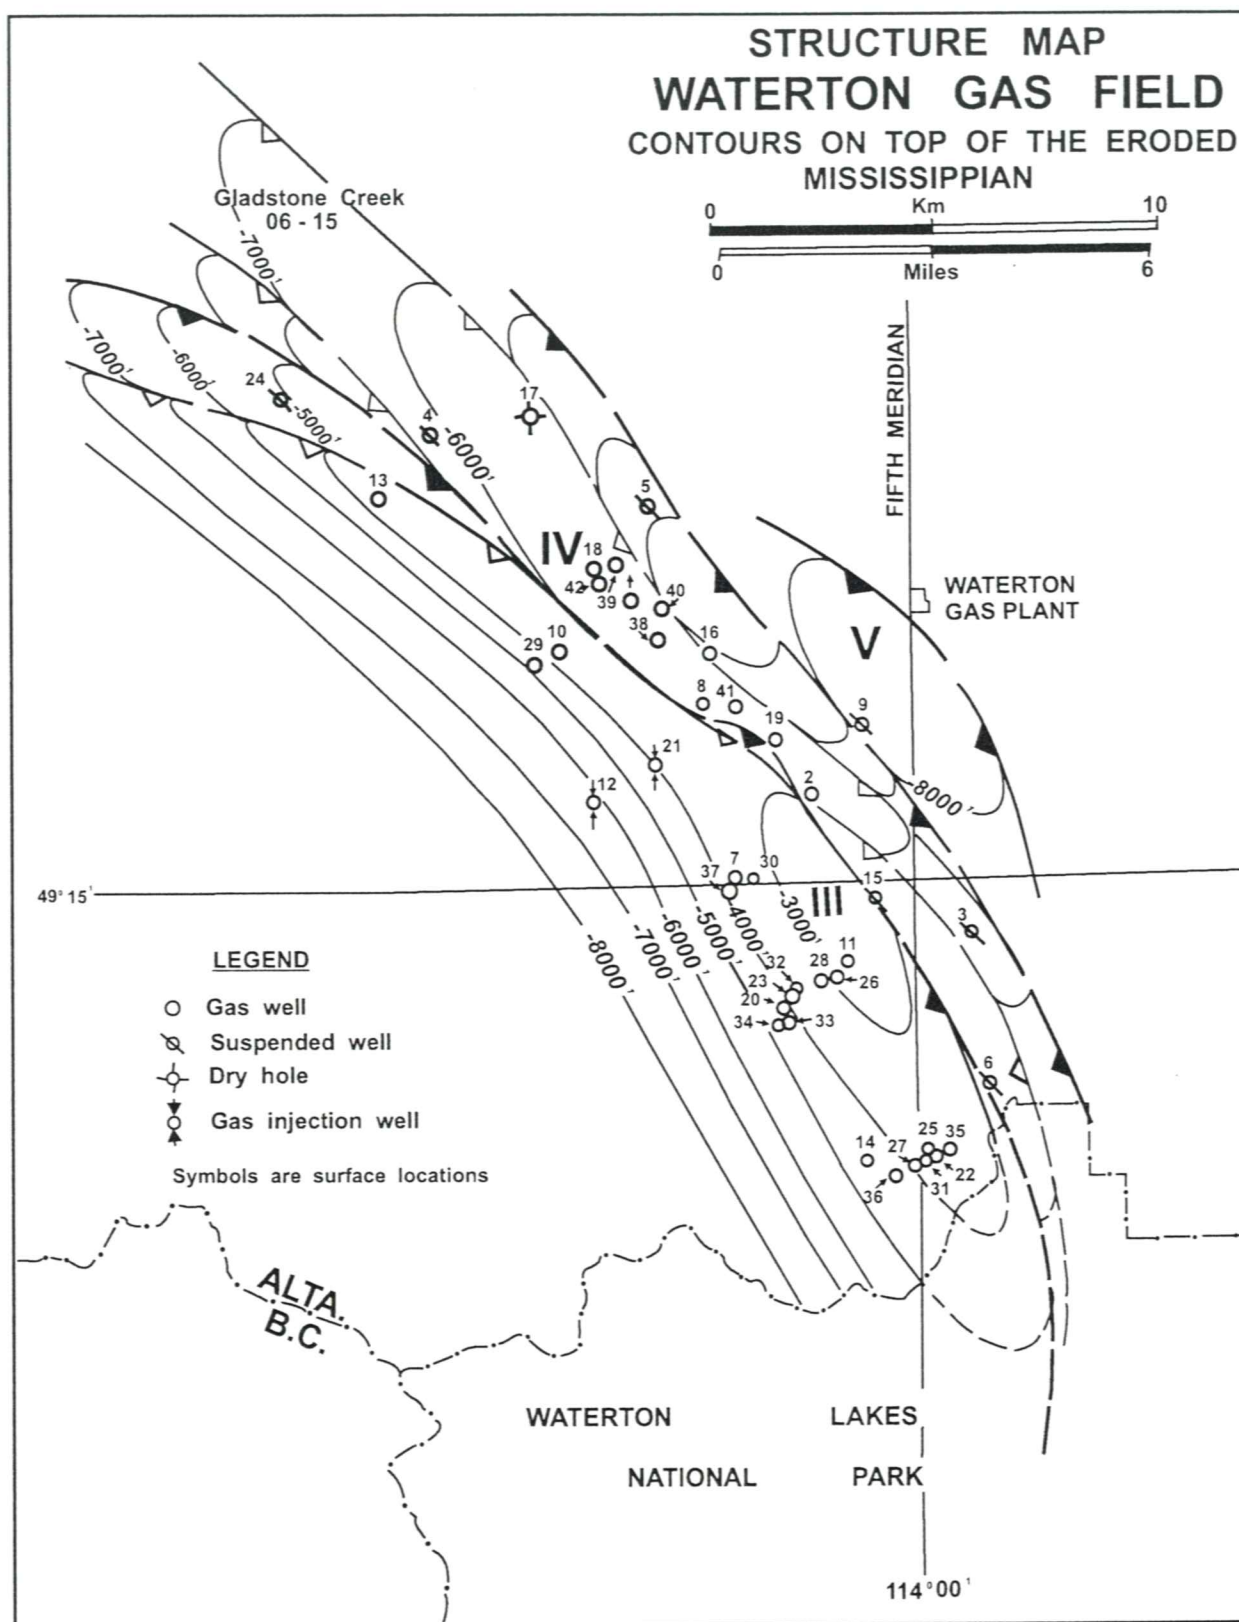 STRUCTURE MAP
WATERTON GAS FIELD
CONTOURS ON TOP OF THE ERODED
MISSISSIPPIAN
0 Km 10
0 Miles 6
Gladstone Creek
06 - 15
-7000'
-7000'
-6000'
-5000'
24
4
17
-6000'
13
5
FIFTH MERIDIAN
IV
18
42
39
40
38
16
WATERTON
GAS PLANT
V
10
29
8
41
19
9
21
12
2
-8000'
49°15'
7
30
37
III
15
3
-3000'
-4000'
-5000'
-6000'
-7000'
-8000'
11
32
28
23
26
20
34
33
6
LEGEND
Gas well
Suspended well
Dry hole
Gas injection well
Symbols are surface locations
14
27
25
35
36
31
22
ALTA.
B.C.
WATERTON LAKES
NATIONAL PARK
114°00'